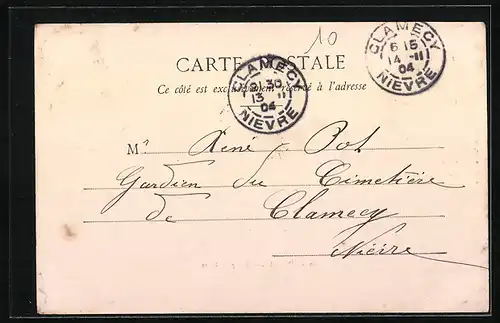 10
CARTE POSTALE
Ce côté est exclusivement réservé à l'adresse
CLAMECY
13 -11
04
NIEVRE
CLAMECY
6 15
14 -11
04
NIEVRE
Mr René Pot
Gardien du Cimetière
de Clamecy
Nièvre